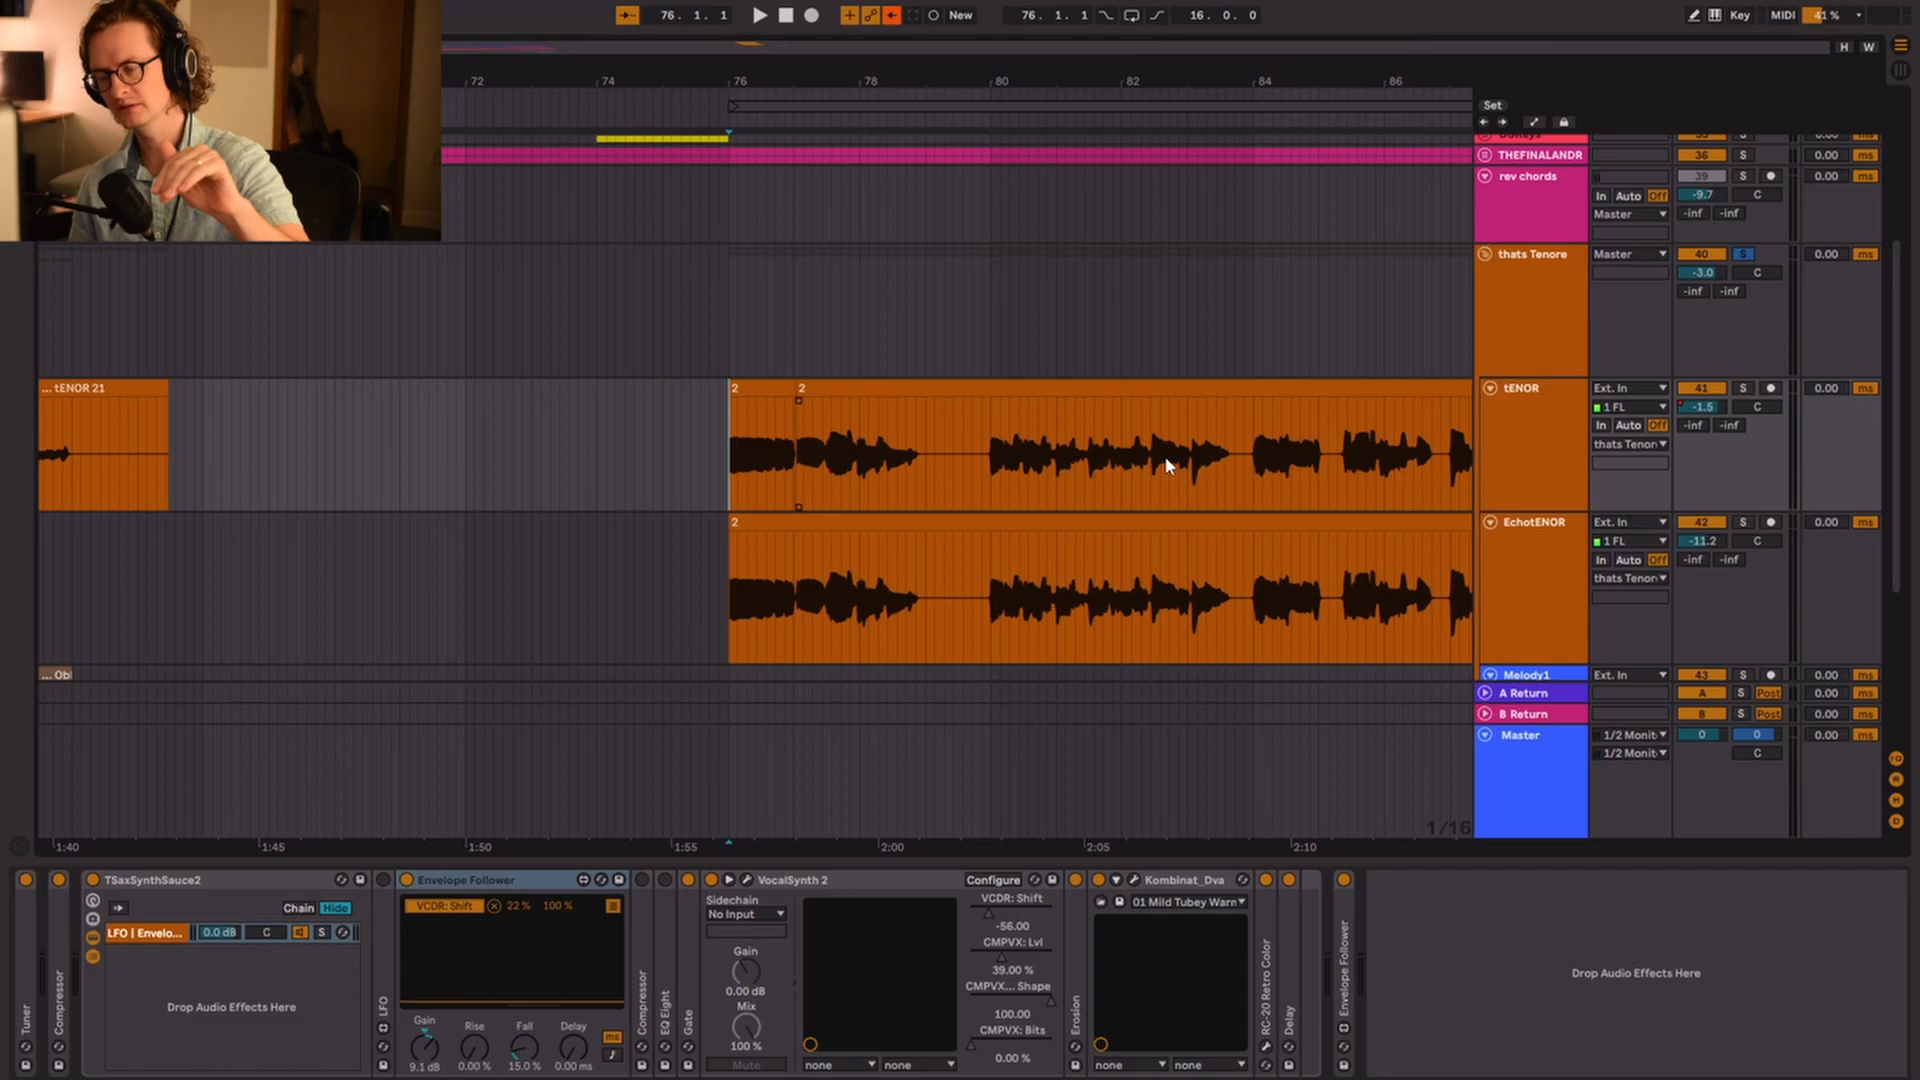 76. 1. 1
New
76. 1. 1
16. 0. 0
Key
MIDI
41 %
H
W
72
74
76
78
80
82
84
86
Set
THEFINALANDR
36
S
0.00
ms
rev chords
39
S
0.00
ms
In
Auto
Off
-9.7
C
Master
-inf
-inf
thats Tenore
Master
40
S
0.00
ms
-3.0
C
-inf
-inf
... tENOR 21
2
2
tENOR
Ext. In
41
S
0.00
ms
1 FL
-1.5
C
In
Auto
Off
-inf
-inf
thats Tenor
2
EchotENOR
Ext. In
42
S
0.00
ms
1 FL
-11.2
C
In
Auto
Off
-inf
-inf
thats Tenor
... Obl
Melody1
Ext. In
43
S
0.00
ms
A Return
A
S
Post
0.00
ms
B Return
B
S
Post
0.00
ms
Master
1/2 Monit
0
0
0.00
ms
1/2 Monit
C
1/16
1:40
1:45
1:50
1:55
2:00
2:05
2:10
Tuner
Compressor
TSaxSynthSauce2
Chain
Hide
LFO | Envelo...
0.0 dB
C
S
Drop Audio Effects Here
LFO
Envelope Follower
VCDR: Shift
22 %
100 %
Gain
Rise
Fall
Delay
ms
9.1 dB
0.00 %
15.0 %
0.00 ms
Compressor
EQ Eight
Gate
VocalSynth 2
Configure
Sidechain
No Input
Gain
0.00 dB
Mix
100 %
Mute
none
none
VCDR: Shift
-56.00
CMPVX: Lvl
39.00 %
CMPVX... Shape
100.00
CMPVX: Bits
0.00 %
Erosion
Kombinat_Dva
01 Mild Tubey Warm
none
none
RC-20 Retro Color
Delay
Envelope Follower
Drop Audio Effects Here